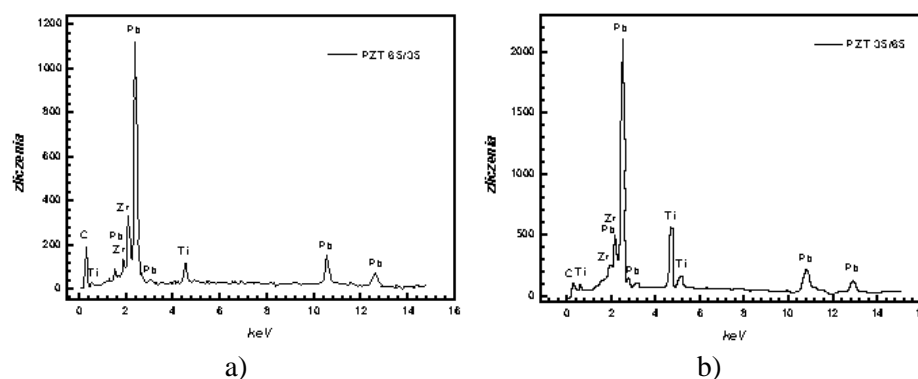 1200
1000
800
600
400
200
0
zliczenia
Pb
PZT 65/35
Zr
C
Pb
Zr
Ti
Pb
Ti
Pb
Pb
0 2 4 6 8 10 12 14 16
keV
a)
2000
1500
1000
500
0
zliczenia
Pb
PZT 35/65
Zr
Pb
Zr
C Ti
Pb
Ti
Pb
Pb
0 2 4 6 8 10 12 14 16
keV
b)